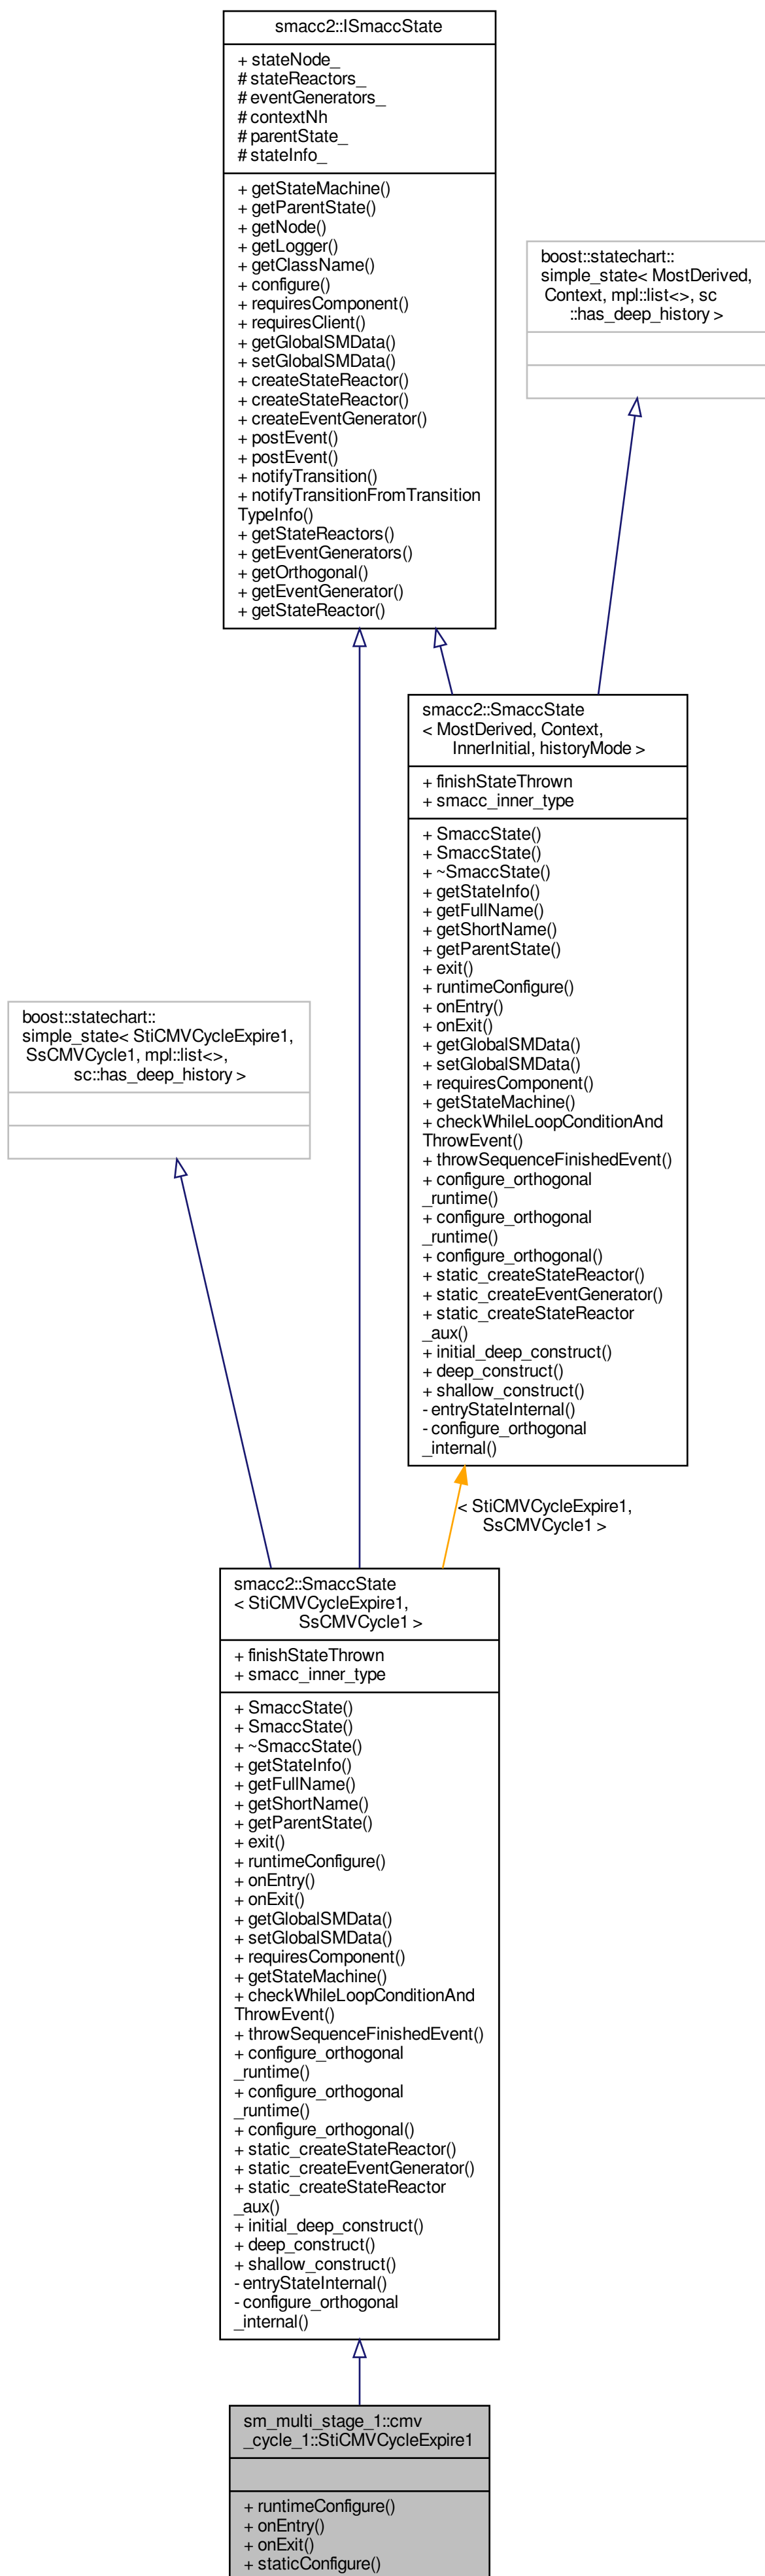 smacc2::ISmaccState
+ stateNode_
# stateReactors_
# eventGenerators_
# contextNh
# parentState_
# stateInfo_
+ getStateMachine()
+ getParentState()
+ getNode()
+ getLogger()
+ getClassName()
+ configure()
+ requiresComponent()
+ requiresClient()
+ getGlobalSMData()
+ setGlobalSMData()
+ createStateReactor()
+ createStateReactor()
+ createEventGenerator()
+ postEvent()
+ postEvent()
+ notifyTransition()
+ notifyTransitionFromTransition
TypeInfo()
+ getStateReactors()
+ getEventGenerators()
+ getOrthogonal()
+ getEventGenerator()
+ getStateReactor()
boost::statechart::
simple_state< MostDerived,
Context, mpl::list<>, sc
::has_deep_history >
smacc2::SmaccState
< MostDerived, Context,
InnerInitial, historyMode >
+ finishStateThrown
+ smacc_inner_type
+ SmaccState()
+ SmaccState()
+ ~SmaccState()
+ getStateInfo()
+ getFullName()
+ getShortName()
+ getParentState()
+ exit()
+ runtimeConfigure()
+ onEntry()
+ onExit()
+ getGlobalSMData()
+ setGlobalSMData()
+ requiresComponent()
+ getStateMachine()
+ checkWhileLoopConditionAnd
ThrowEvent()
+ throwSequenceFinishedEvent()
+ configure_orthogonal
_runtime()
+ configure_orthogonal
_runtime()
+ configure_orthogonal()
+ static_createStateReactor()
+ static_createEventGenerator()
+ static_createStateReactor
_aux()
+ initial_deep_construct()
+ deep_construct()
+ shallow_construct()
- entryStateInternal()
- configure_orthogonal
_internal()
boost::statechart::
simple_state< StiCMVCycleExpire1,
SsCMVCycle1, mpl::list<>,
sc::has_deep_history >
< StiCMVCycleExpire1,
SsCMVCycle1 >
smacc2::SmaccState
< StiCMVCycleExpire1,
SsCMVCycle1 >
+ finishStateThrown
+ smacc_inner_type
+ SmaccState()
+ SmaccState()
+ ~SmaccState()
+ getStateInfo()
+ getFullName()
+ getShortName()
+ getParentState()
+ exit()
+ runtimeConfigure()
+ onEntry()
+ onExit()
+ getGlobalSMData()
+ setGlobalSMData()
+ requiresComponent()
+ getStateMachine()
+ checkWhileLoopConditionAnd
ThrowEvent()
+ throwSequenceFinishedEvent()
+ configure_orthogonal
_runtime()
+ configure_orthogonal
_runtime()
+ configure_orthogonal()
+ static_createStateReactor()
+ static_createEventGenerator()
+ static_createStateReactor
_aux()
+ initial_deep_construct()
+ deep_construct()
+ shallow_construct()
- entryStateInternal()
- configure_orthogonal
_internal()
sm_multi_stage_1::cmv
_cycle_1::StiCMVCycleExpire1
+ runtimeConfigure()
+ onEntry()
+ onExit()
+ staticConfigure()